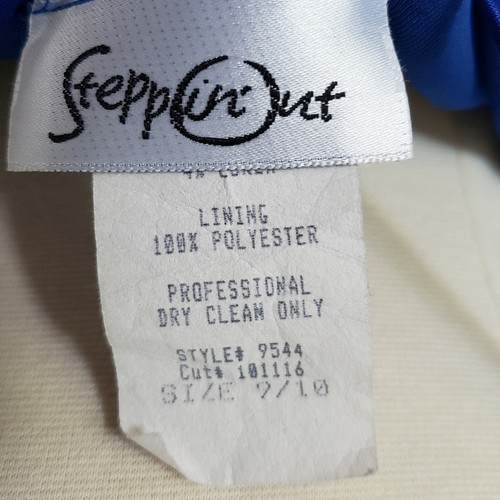 Steppin' Out
LINING
100% POLYESTER
PROFESSIONAL
DRY CLEAN ONLY
STYLE# 9544
Cut# 101116
SIZE 9/10